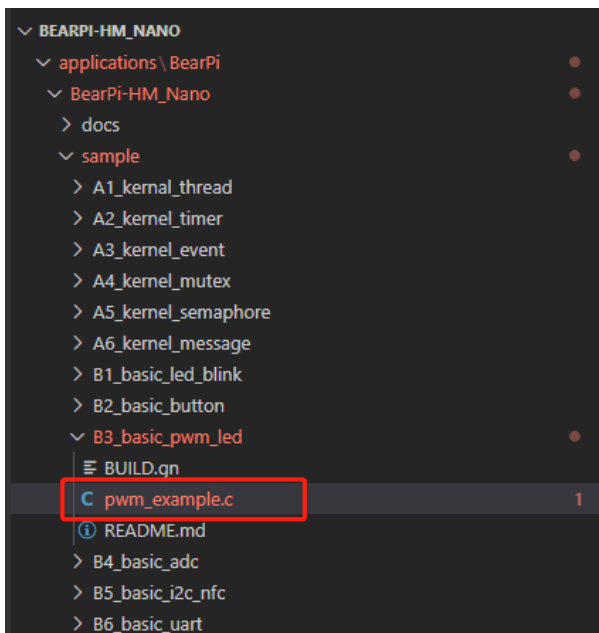 BEARPI-HM_NANO
applications\BearPi
BearPi-HM_Nano
docs
sample
A1_kernal_thread
A2_kernel_timer
A3_kernel_event
A4_kernel_mutex
A5_kernel_semaphore
A6_kernel_message
B1_basic_led_blink
B2_basic_button
B3_basic_pwm_led
BUILD.gn
C pwm_example.c 1
README.md
B4_basic_adc
B5_basic_i2c_nfc
B6_basic_uart